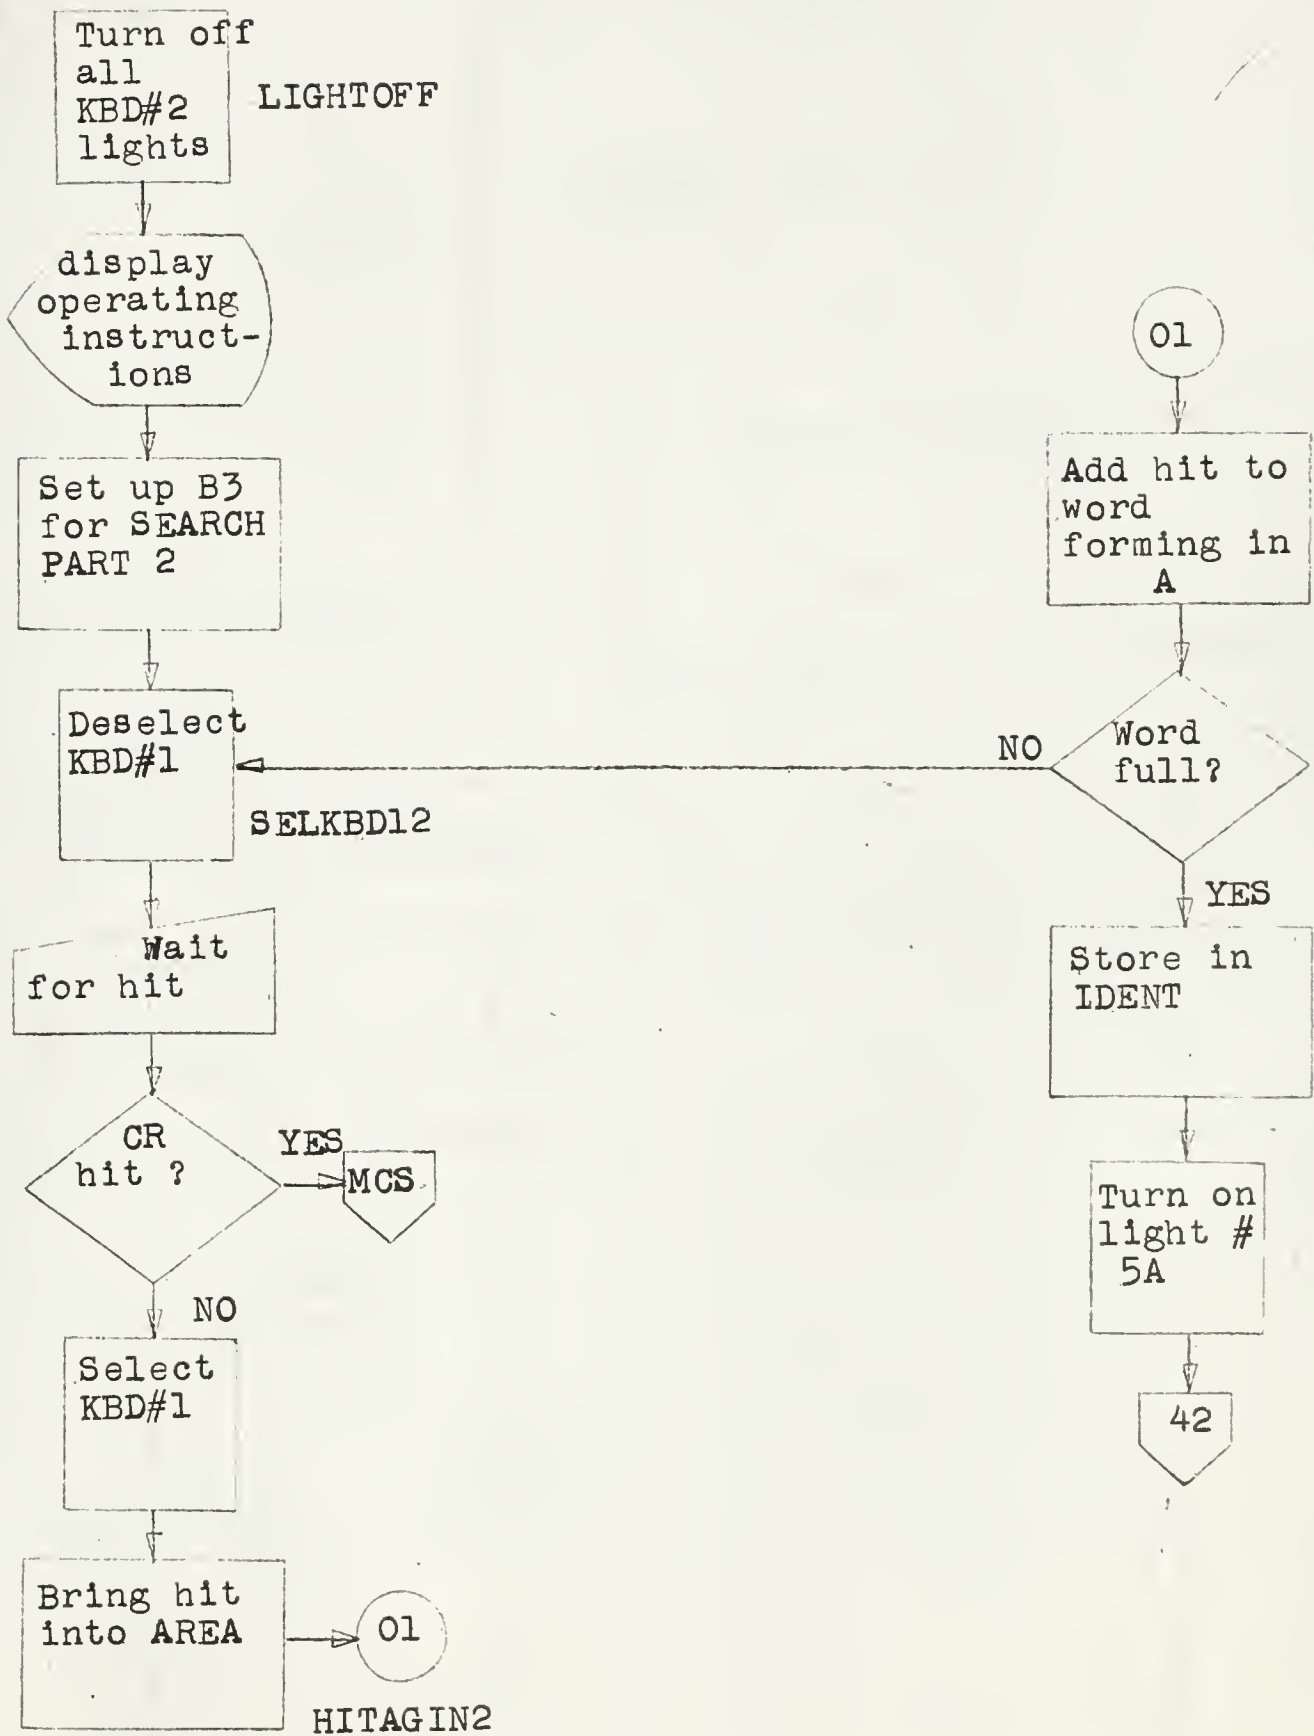 Turn off
all
KBD#2
lights
LIGHTOFF
display
operating
instruct-
ions
Set up B3
for SEARCH
PART 2
Deselect
KBD#1
SELKBD12
Wait
for hit
CR
hit ?
YES
MCS
NO
Select
KBD#1
Bring hit
into AREA
01
HITAGIN2
01
Add hit to
word
forming in
A
Word
full?
NO
YES
Store in
IDENT
Turn on
light #
5A
42